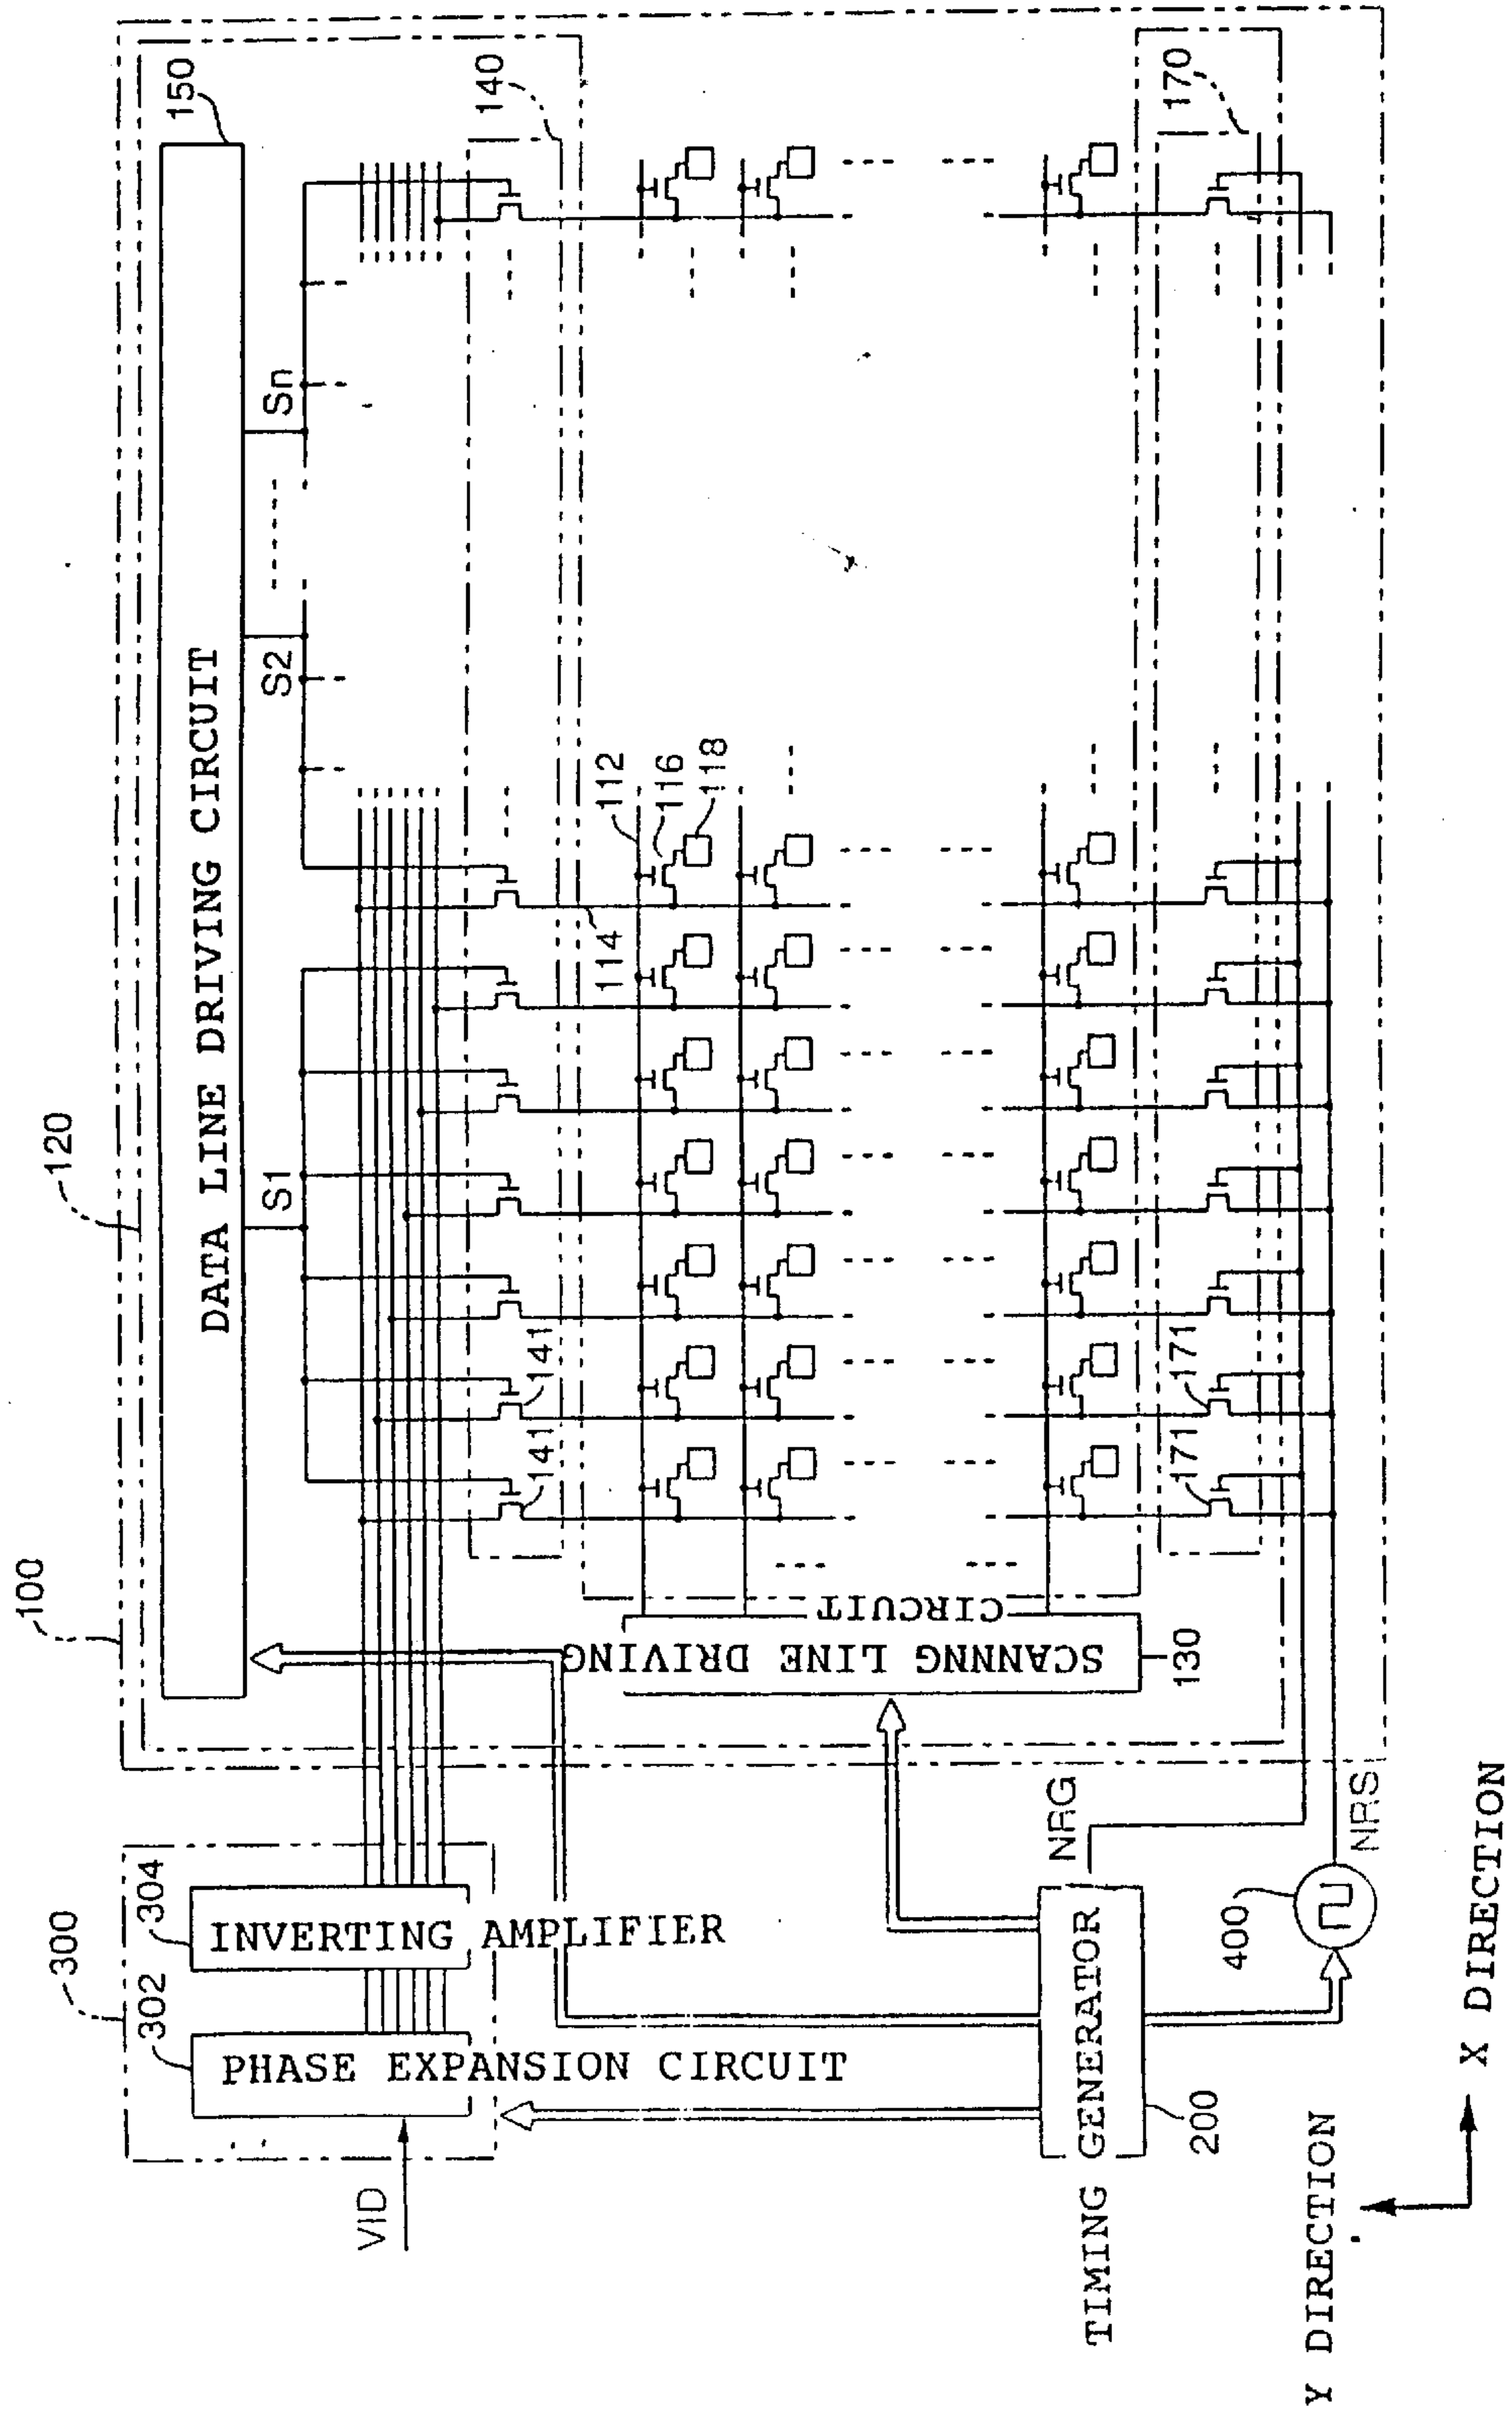 100
120
150
DATA LINE DRIVING CIRCUIT
S1
S2
Sn
300
302
304
VID
PHASE EXPANSION CIRCUIT
INVERTING AMPLIFIER
140
141
141
112
116
118
114
SCANNNG LINE DRIVING
CIRCUIT
130
170
171
171
TIMING GENERATOR
200
NRG
400
NRS
Y DIRECTION
X DIRECTION